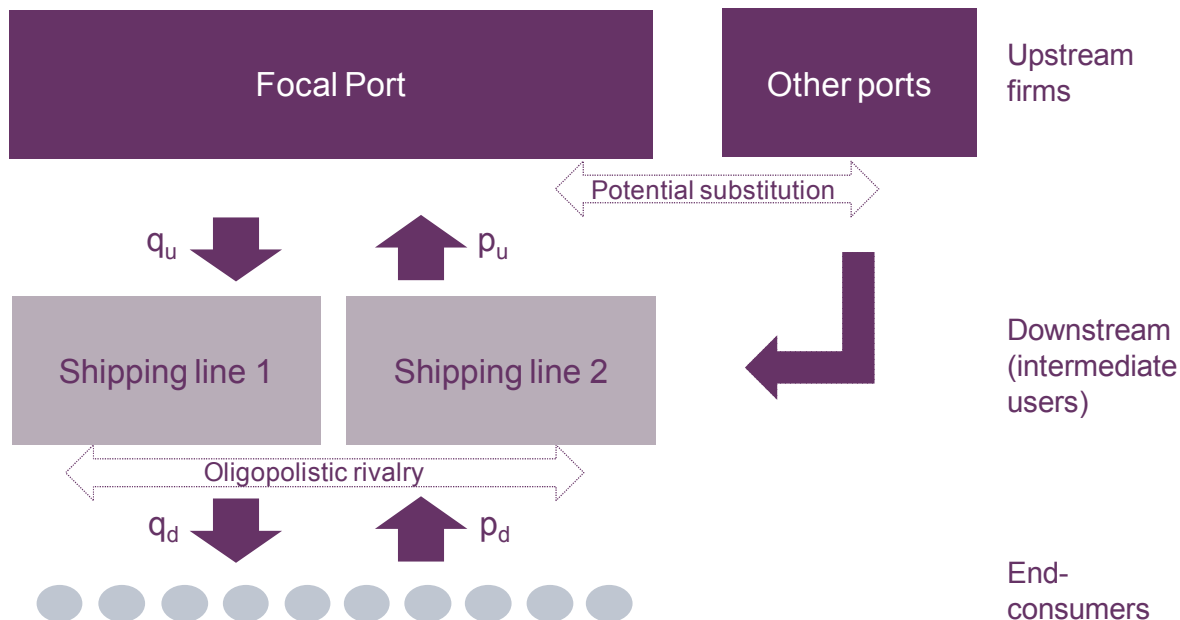 Focal Port
Other ports
Upstream
firms
Potential substitution
qu
pu
Shipping line 1
Shipping line 2
Downstream
(intermediate
users)
Oligopolistic rivalry
qd
pd
End-
consumers